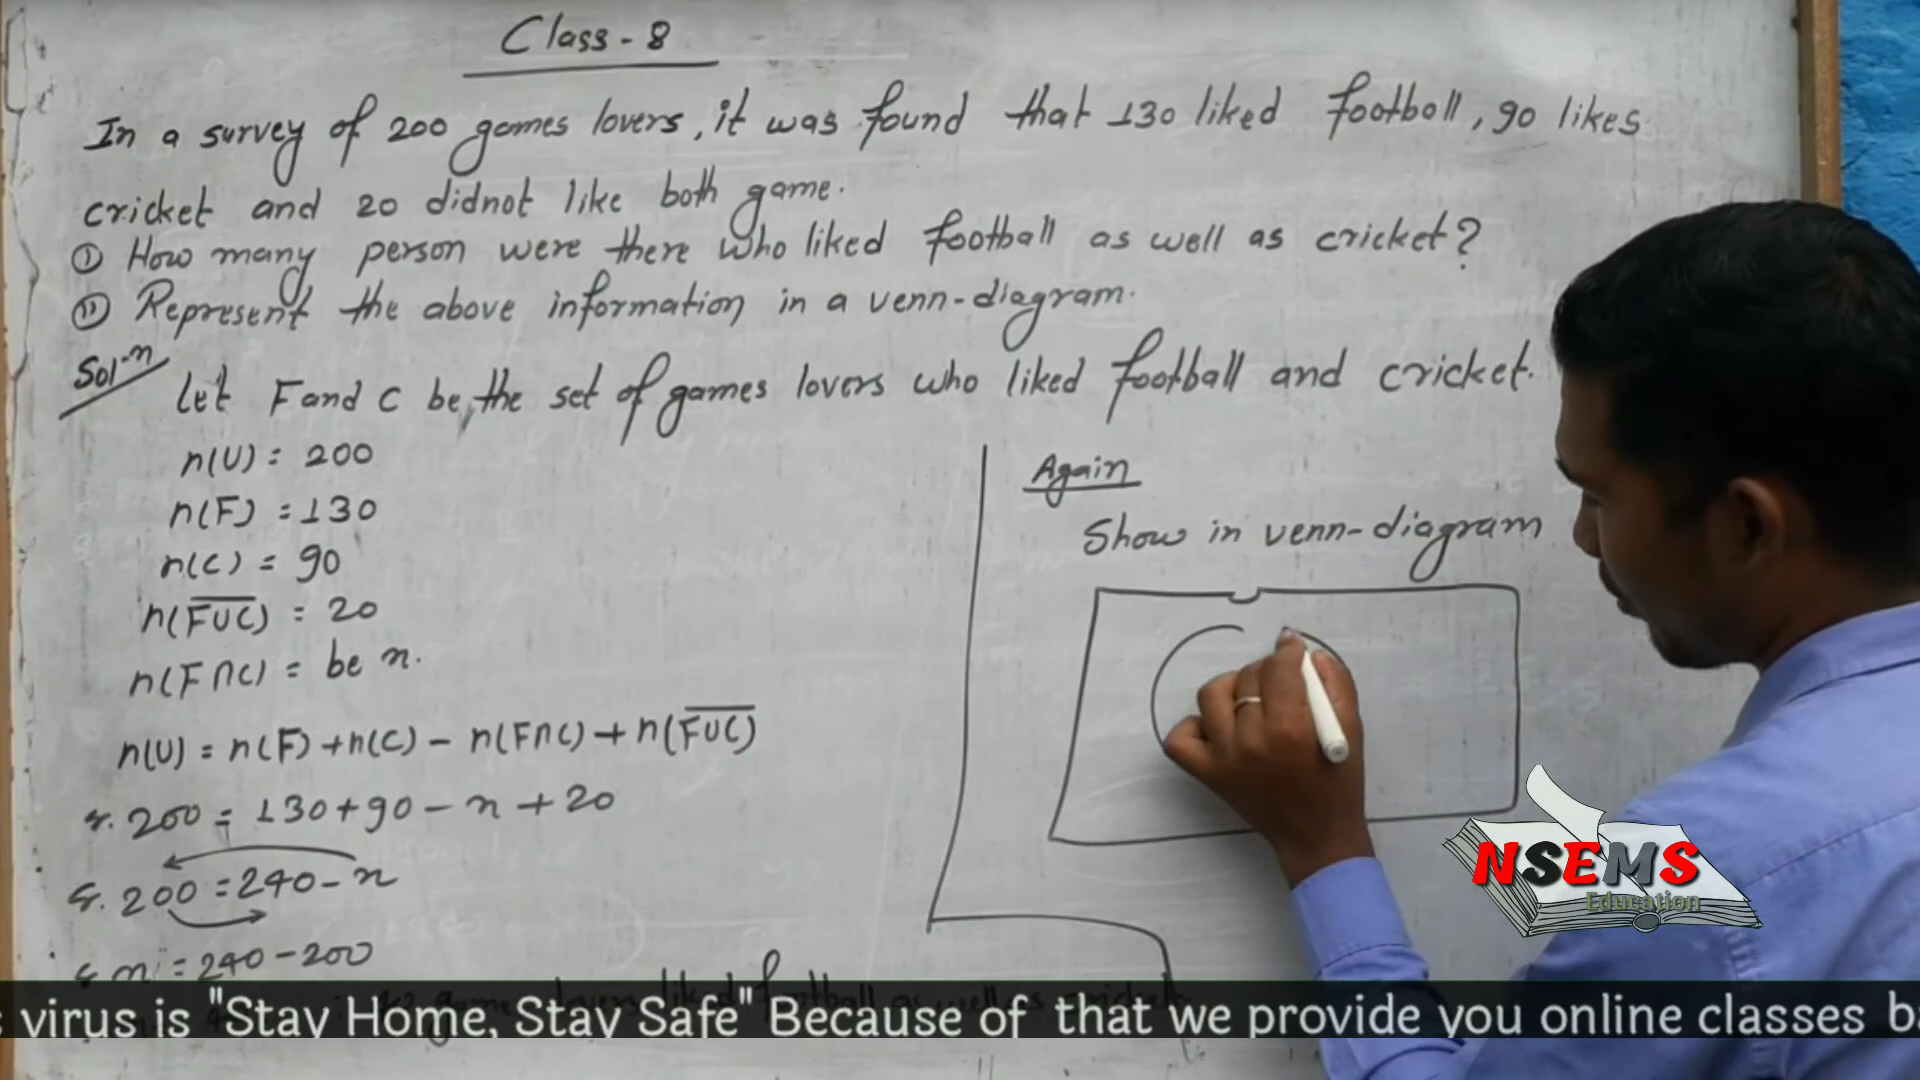 Class-8
In a survey of 200 games lovers, it was found that 130 liked football, 90 likes
cricket and 20 didnot like both game.
① How many person were there who liked football as well as cricket?
② Represent the above information in a venn-diagram.
Sol-n
Let F and C be, the set of games lovers who liked football and cricket.
n(U) = 200
n(F) = 130
n(C) = 90
n(F̅U̅C̅) = 20
n(F∩C) = be x.
n(U) = n(F) + n(C) - n(F∩C) + n(F̅U̅C̅)
200 = 130 + 90 - x + 20
200 = 240 - x
x = 240 - 200
Again
Show in venn-diagram
U
NSEMS
Education
virus is "Stay Home, Stay Safe" Because of that we provide you online classes